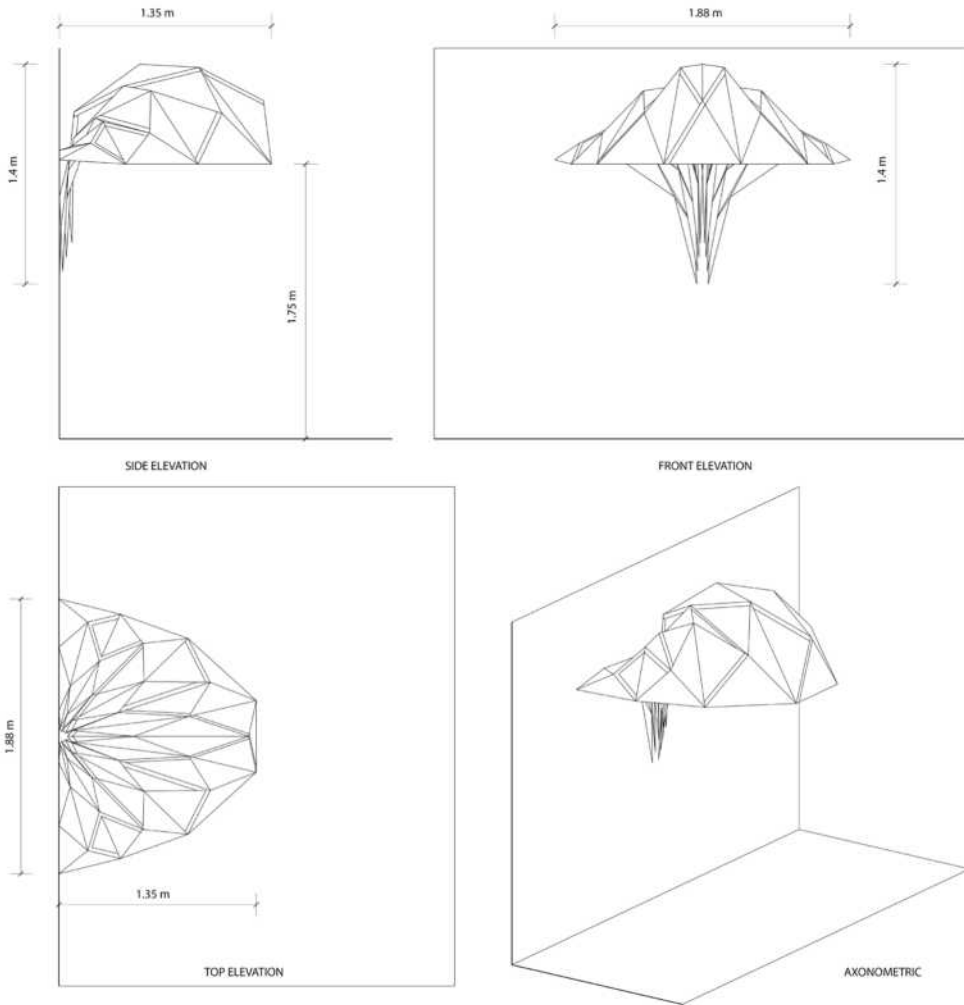 1.35 m
1.88 m
1.4 m
1.4 m
1.75 m
SIDE ELEVATION
FRONT ELEVATION
1.88 m
1.35 m
TOP ELEVATION
AXONOMETRIC